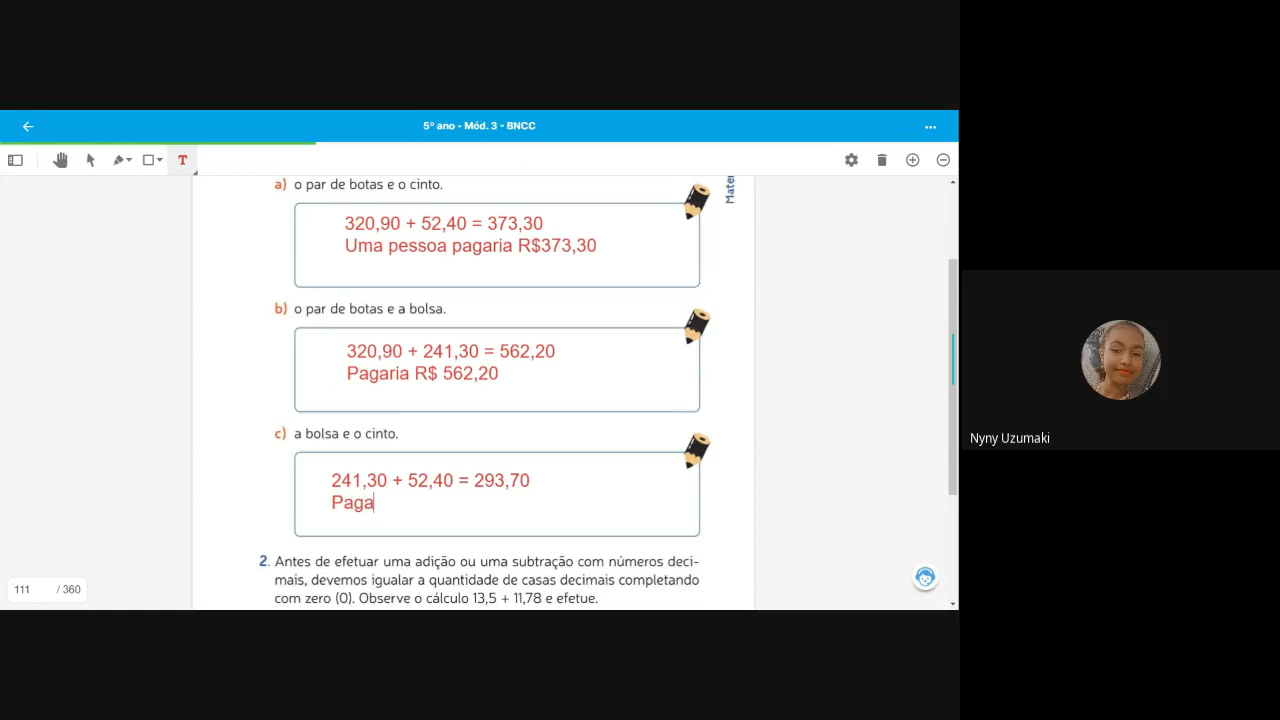 5º ano - Mód. 3 - BNCC
T
Mater
a) o par de botas e o cinto.
320,90 + 52,40 = 373,30
Uma pessoa pagaria R$373,30
b) o par de botas e a bolsa.
320,90 + 241,30 = 562,20
Pagaria R$ 562,20
c) a bolsa e o cinto.
241,30 + 52,40 = 293,70
Paga
2. Antes de efetuar uma adição ou uma subtração com números deci-
mais, devemos igualar a quantidade de casas decimais completando
com zero (0). Observe o cálculo 13,5 + 11,78 e efetue.
111 / 360
Nyny Uzumaki